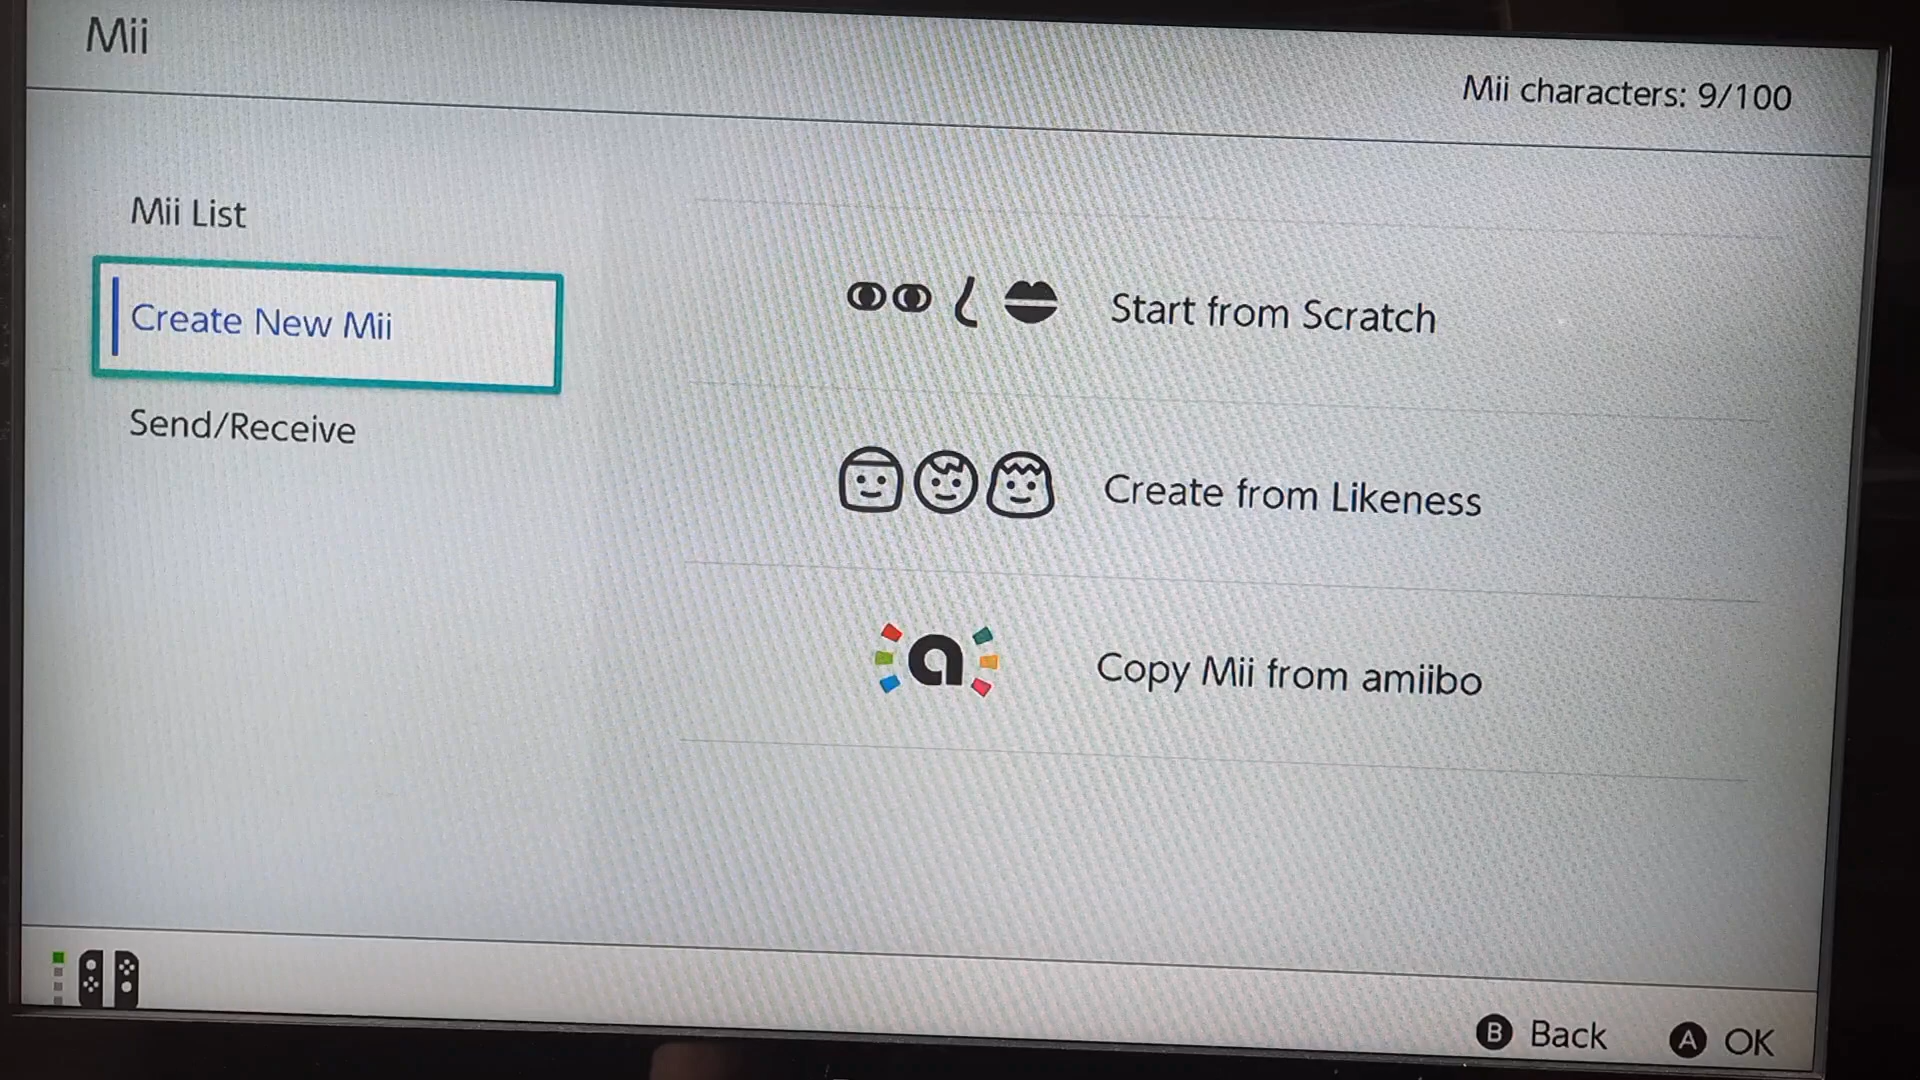 Mii
Mii characters: 9/100
Mii List
Create New Mii
Send/Receive
Start from Scratch
Create from Likeness
a
Copy Mii from amiibo
B Back
A OK